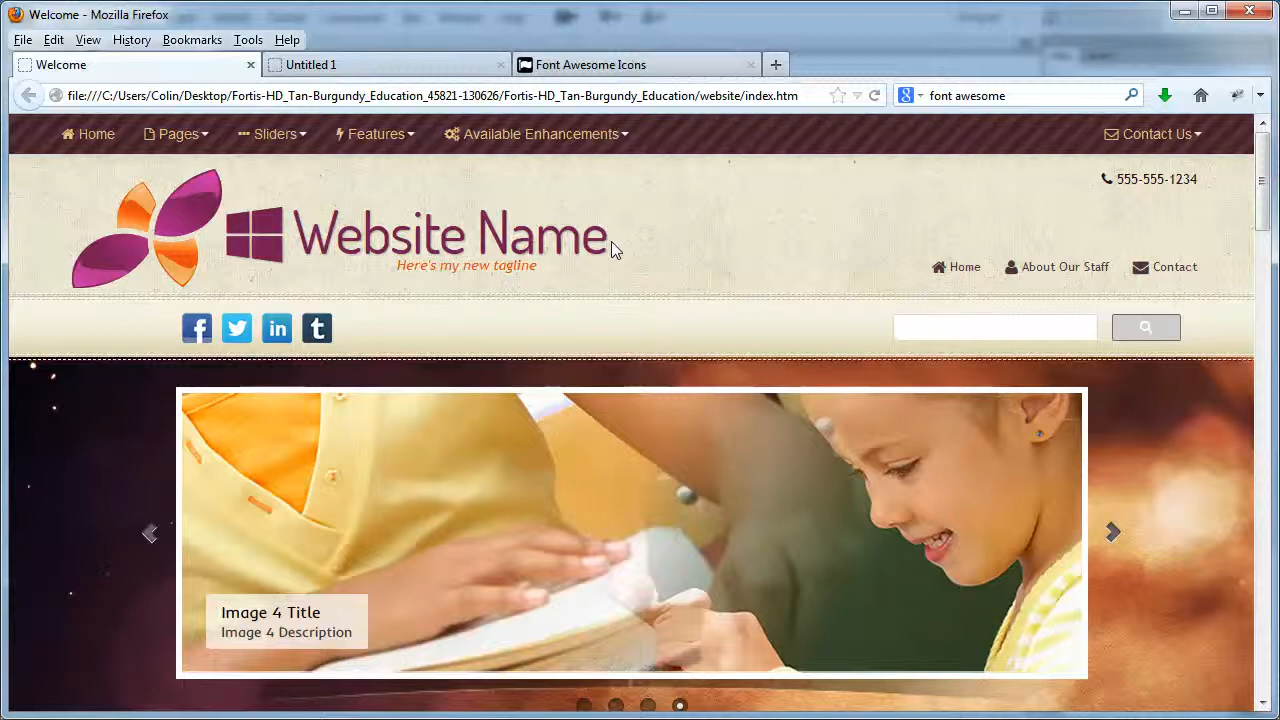 Welcome - Mozilla Firefox
File Edit View History Bookmarks Tools Help
Welcome Untitled 1 Font Awesome Icons
file:///C:/Users/Colin/Desktop/Fortis-HD_Tan-Burgundy_Education_45821-130626/Fortis-HD_Tan-Burgundy_Education/website/index.htm font awesome
Home Pages Sliders Features Available Enhancements Contact Us
555-555-1234
Website Name
Here's my new tagline
Home About Our Staff Contact
Image 4 Title
Image 4 Description